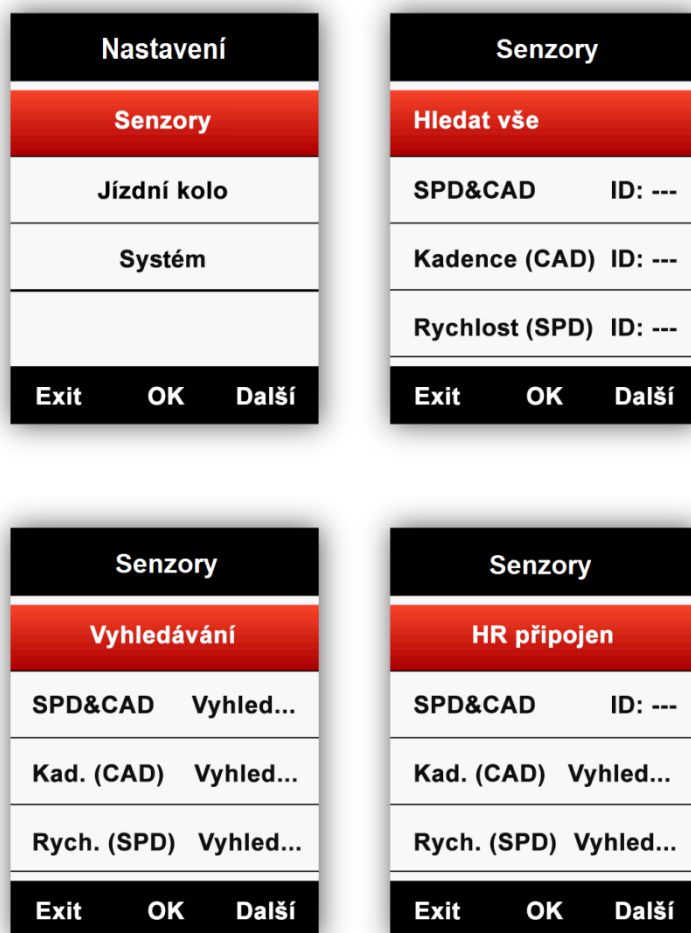 Nastavení
Senzory
Jízdní kolo
Systém
Exit OK Další
Senzory
Hledat vše
SPD&CAD ID: ---
Kadence (CAD) ID: ---
Rychlost (SPD) ID: ---
Exit OK Další
Senzory
Vyhledávání
SPD&CAD Vyhled...
Kad. (CAD) Vyhled...
Rych. (SPD) Vyhled...
Exit OK Další
Senzory
HR připojen
SPD&CAD ID: ---
Kad. (CAD) Vyhled...
Rych. (SPD) Vyhled...
Exit OK Další